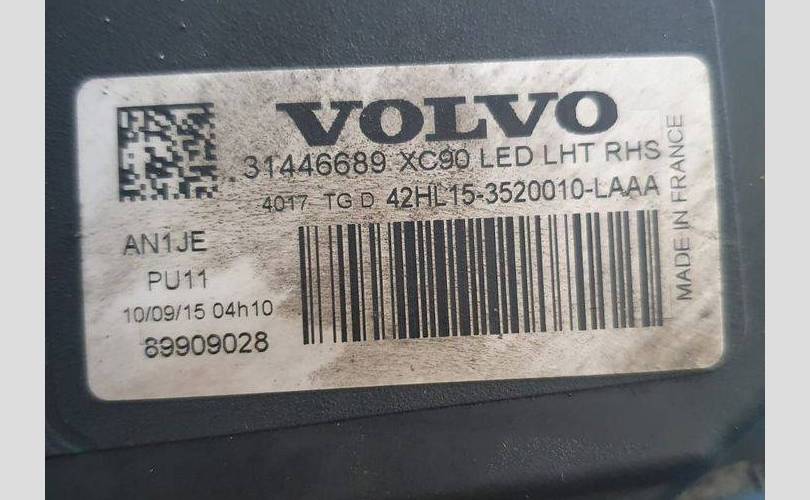 VOLVO
31446689 XC90 LED LHT RHS
4017 TG D 42HL15-3520010-LAAA
AN1JE
PU11
10/09/15 04h10
89909028
MADE IN FRANCE